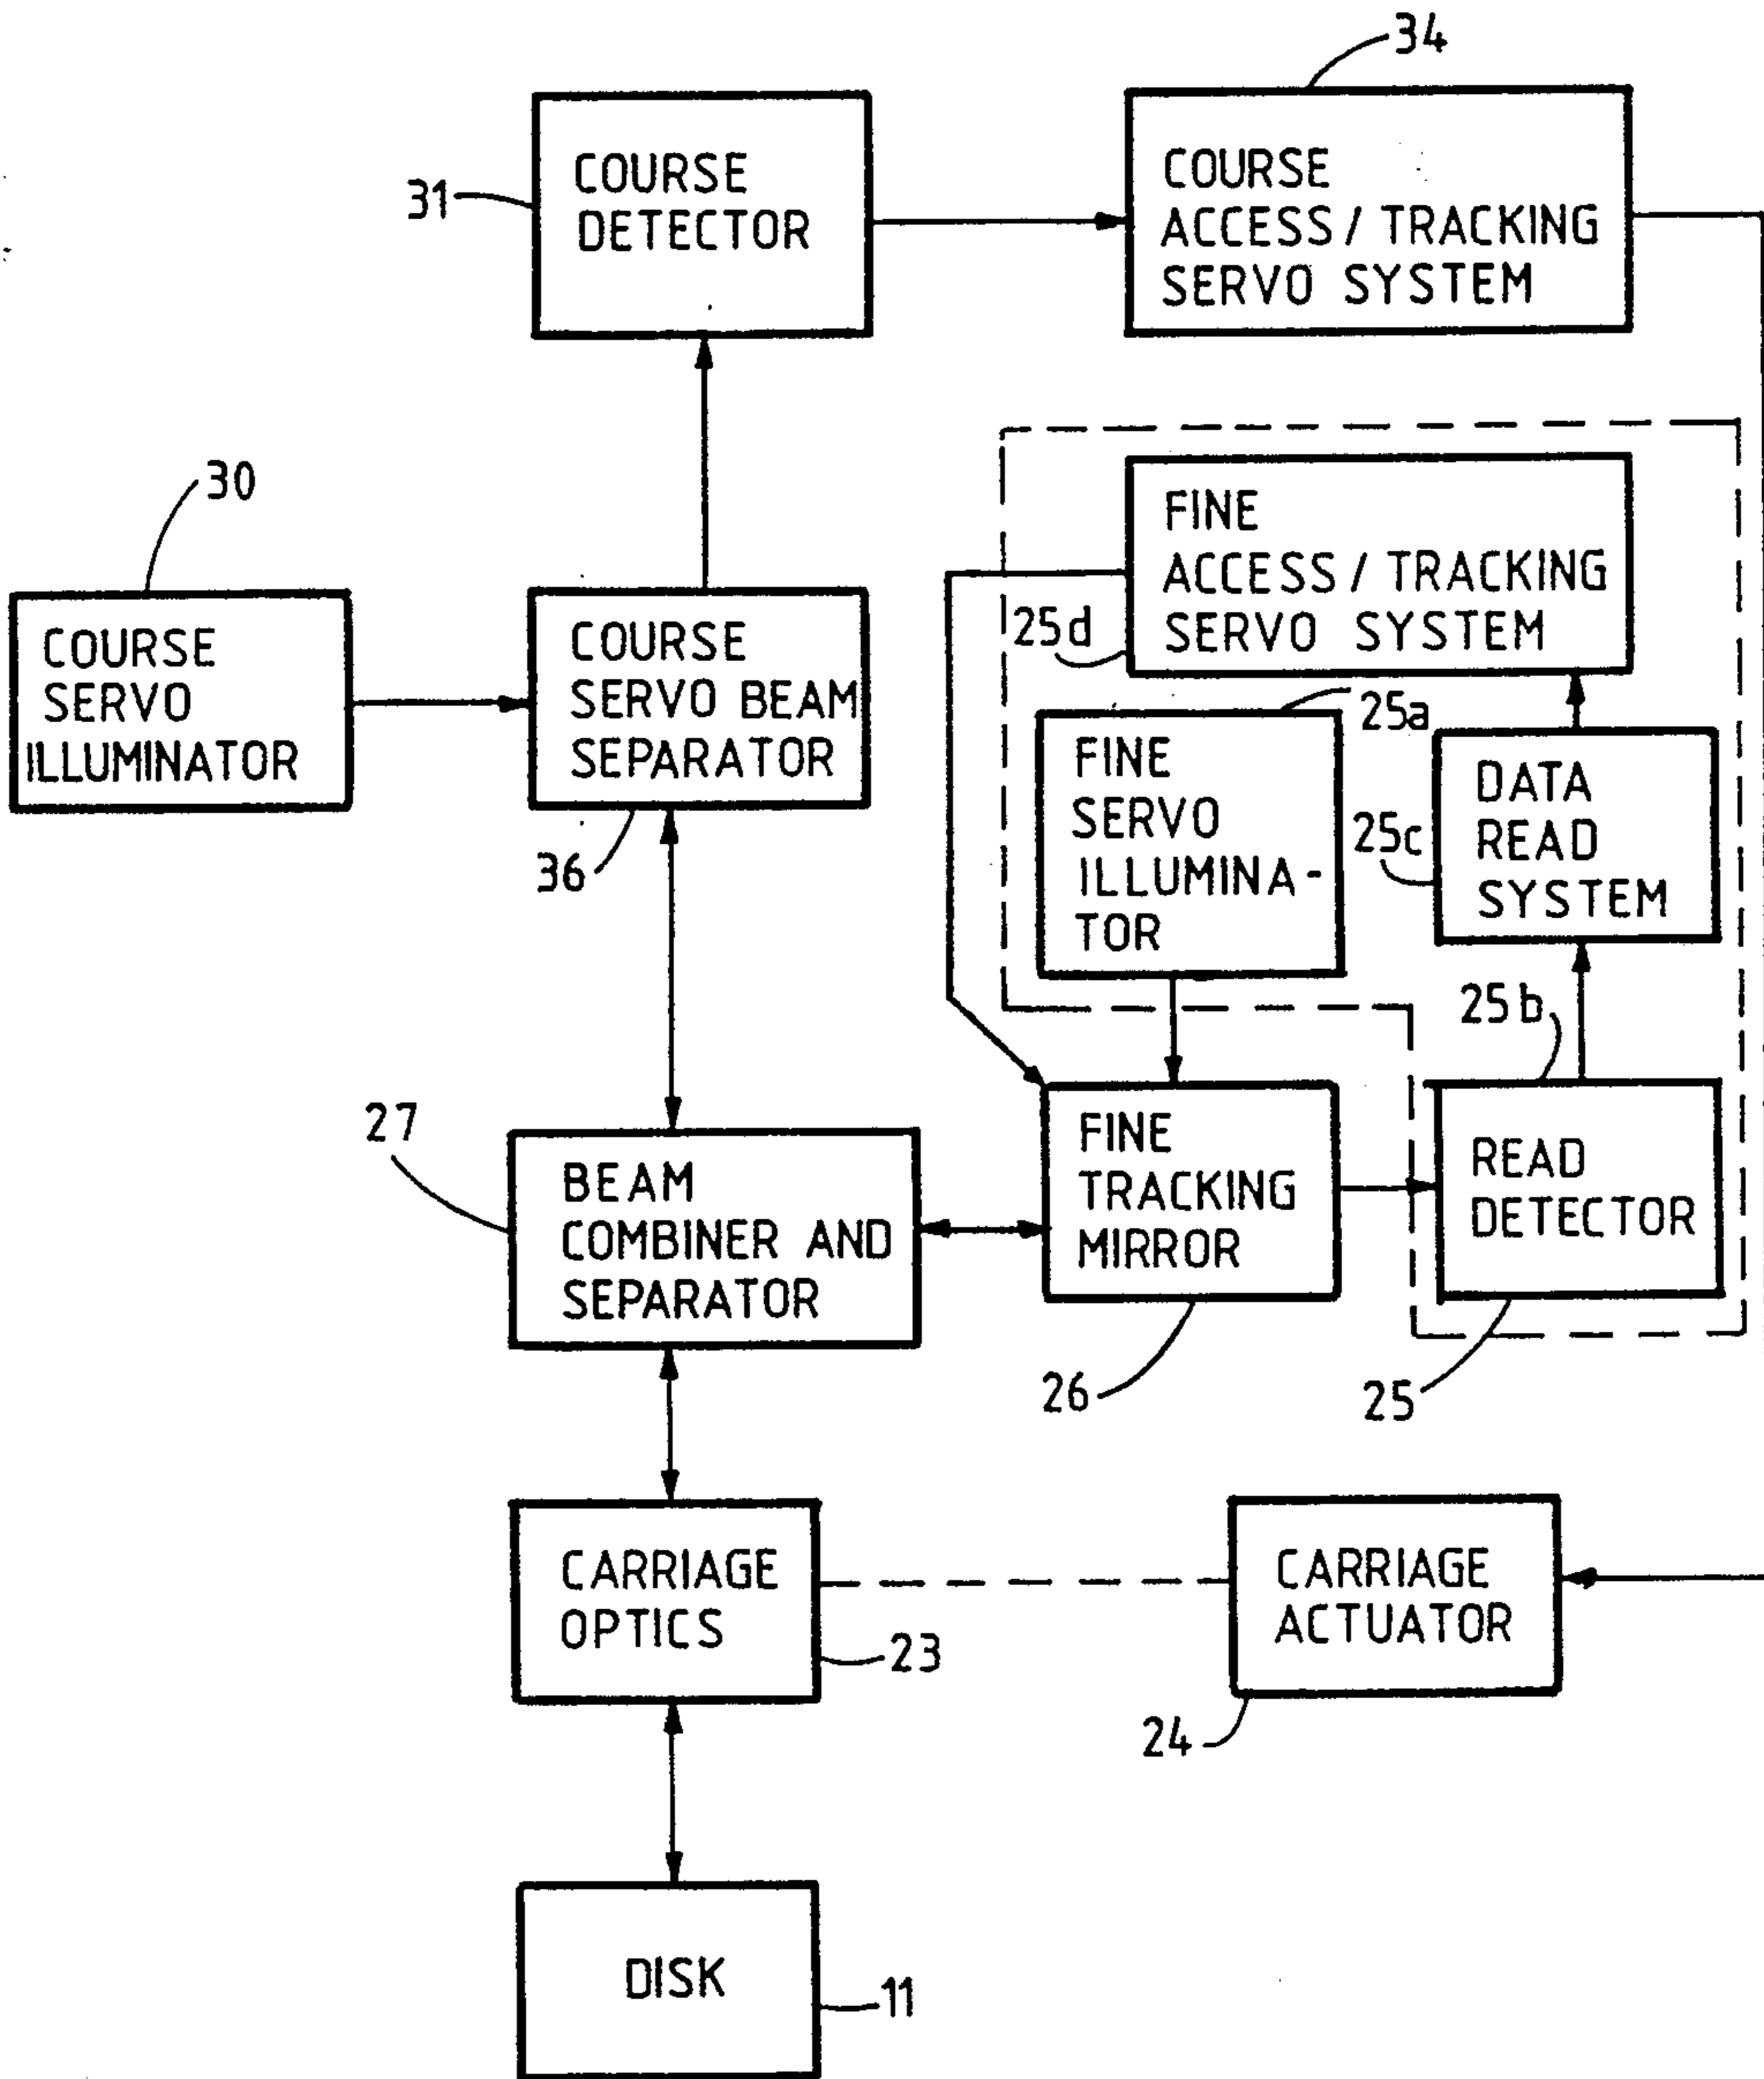 34
COURSE
DETECTOR
31
COURSE
ACCESS / TRACKING
SERVO SYSTEM
30
COURSE
SERVO
ILLUMINATOR
COURSE
SERVO BEAM
SEPARATOR
36
FINE
ACCESS / TRACKING
SERVO SYSTEM
25d
25a
FINE
SERVO
ILLUMINA-
TOR
DATA
READ
SYSTEM
25c
25b
27
BEAM
COMBINER AND
SEPARATOR
FINE
TRACKING
MIRROR
READ
DETECTOR
26
25
CARRIAGE
OPTICS
23
CARRIAGE
ACTUATOR
24
DISK
11